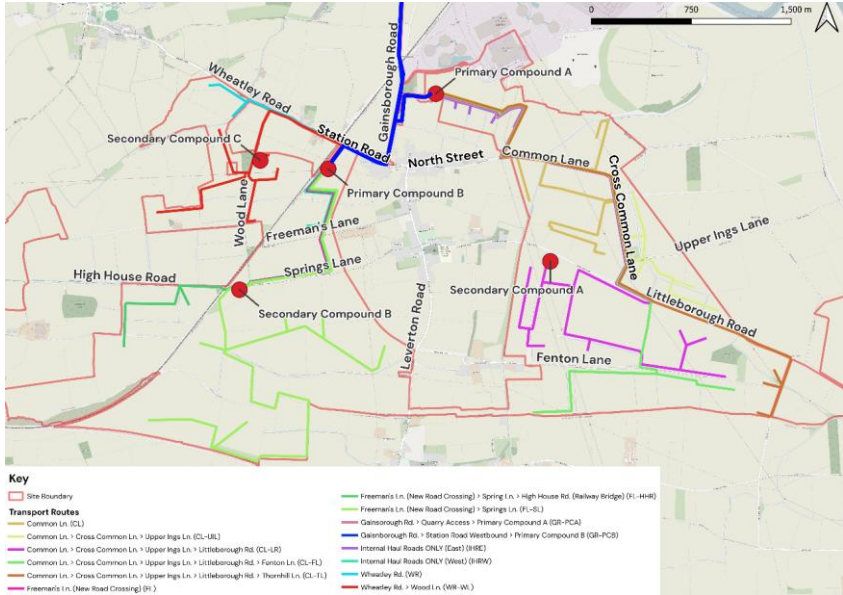 0 750 1,500 m
Primary Compound A
Gainsborough Road
Wheatley Road
Station Road
Secondary Compound C
North Street
Common Lane
Cross Common Lane
Primary Compound B
Wood Lane
Freeman's Lane
Upper Ings Lane
Springs Lane
High House Road
Secondary Compound A
Secondary Compound B
Littleborough Road
Leverton Road
Fenton Lane
Key
Site Boundary
Transport Routes
Common Ln. (CL)
Common Ln. > Cross Common Ln. > Upper Ings Ln. (CL-UIL)
Common Ln. > Cross Common Ln. > Upper Ings Ln. > Littleborough Rd. (CL-LR)
Common Ln. > Cross Common Ln. > Upper Ings Ln. > Littleborough Rd. > Fenton Ln. (CL-FL)
Common Ln. > Cross Common Ln. > Upper Ings Ln. > Littleborough Rd. > Thornhill Ln. (CL-TL)
Freeman's Ln. (New Road Crossing) (FL)
Freeman's Ln. (New Road Crossing) > Spring Ln. > High House Rd. (Railway Bridge) (FL-HHR)
Freeman's Ln. (New Road Crossing) > Springs Ln. (FL-SL)
Gainsborough Rd. > Quarry Access > Primary Compound A (GR-PCA)
Gainsborough Rd. > Station Road Westbound > Primary Compound B (GR-PCB)
Internal Haul Roads ONLY (East) (IHRE)
Internal Haul Roads ONLY (West) (IHRW)
Wheatley Rd. (WR)
Wheatley Rd. > Wood Ln. (WR-WL)